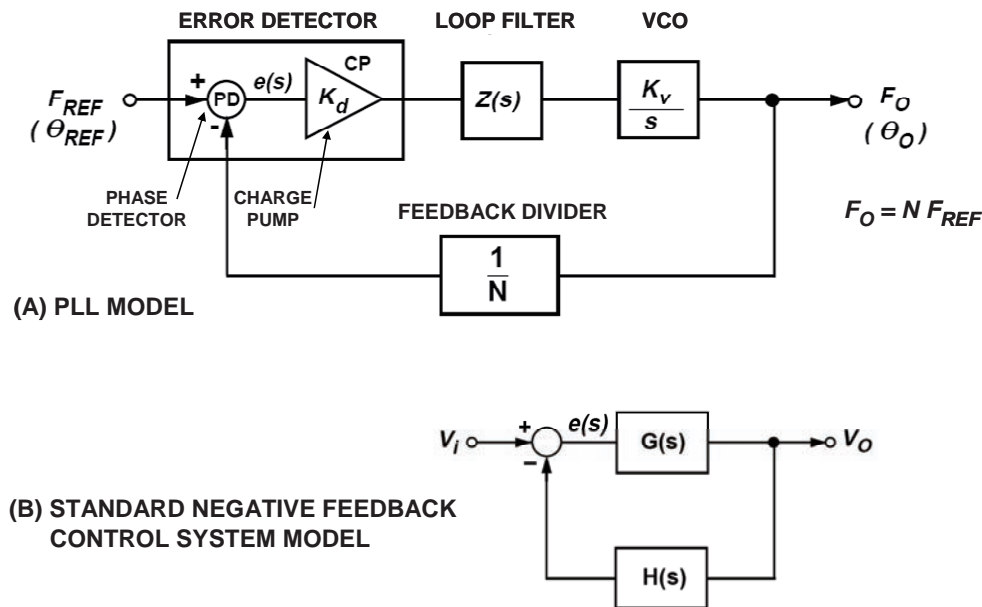 ERROR DETECTOR
LOOP FILTER
VCO
CP
+
PD
e(s)
K_d
Z(s)
K_v
s
F_REF
(θ_REF)
-
F_O
(θ_O)
PHASE
DETECTOR
CHARGE
PUMP
FEEDBACK DIVIDER
F_O = N F_REF
1
N
(A) PLL MODEL
V_i
+
-
e(s)
G(s)
V_O
(B) STANDARD NEGATIVE FEEDBACK
CONTROL SYSTEM MODEL
H(s)